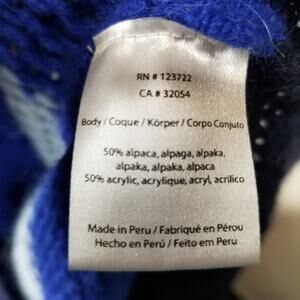 RN # 123722
CA # 32054
Body / Coque / Körper / Corpo Conjuto
50% alpaca, alpaga, alpaka,
alpaka, alpaka, alpaca
50% acrylic, acrylique, acryl, acrílico
Made in Peru / Fabriqué en Pérou
Hecho en Perú / Feito em Peru